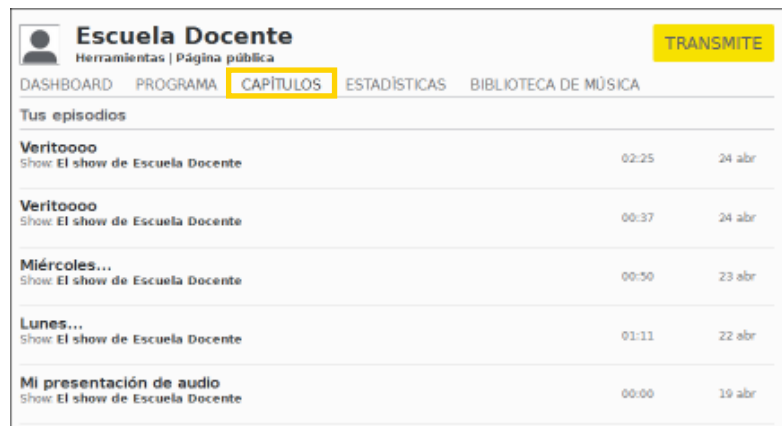 Escuela Docente
Herramientas | Página pública
TRANSMITE
DASHBOARD PROGRAMA CAPÍTULOS ESTADÌSTICAS BIBLIOTECA DE MÚSICA
Tus episodios
Veritoooo
Show: El show de Escuela Docente
02:25 24 abr
Veritoooo
Show: El show de Escuela Docente
00:37 24 abr
Miércoles...
Show: El show de Escuela Docente
00:50 23 abr
Lunes...
Show: El show de Escuela Docente
01:11 22 abr
Mi presentación de audio
Show: El show de Escuela Docente
00:00 19 abr